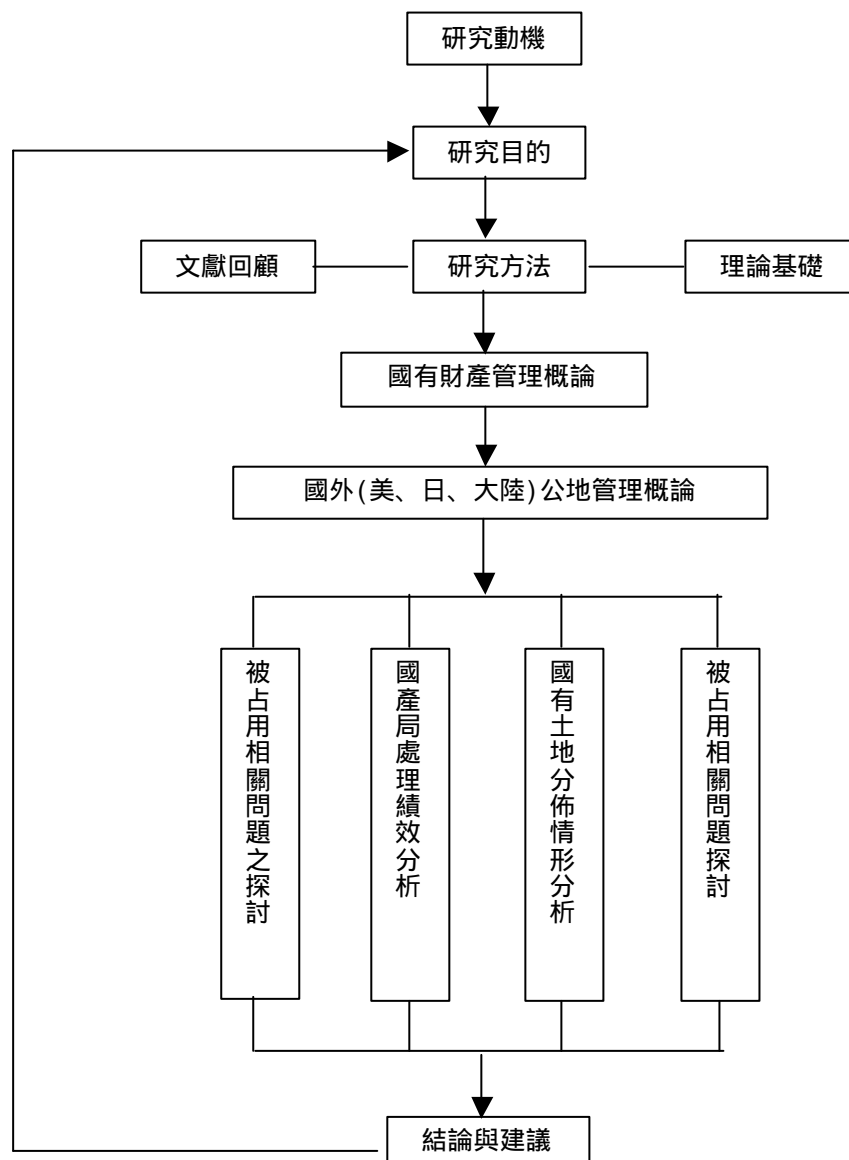 研究動機
研究目的
文獻回顧
研究方法
理論基礎
國有財產管理概論
國外(美、日、大陸)公地管理概論
被占用相關問題之探討
國產局處理績效分析
國有土地分佈情形分析
被占用相關問題探討
結論與建議